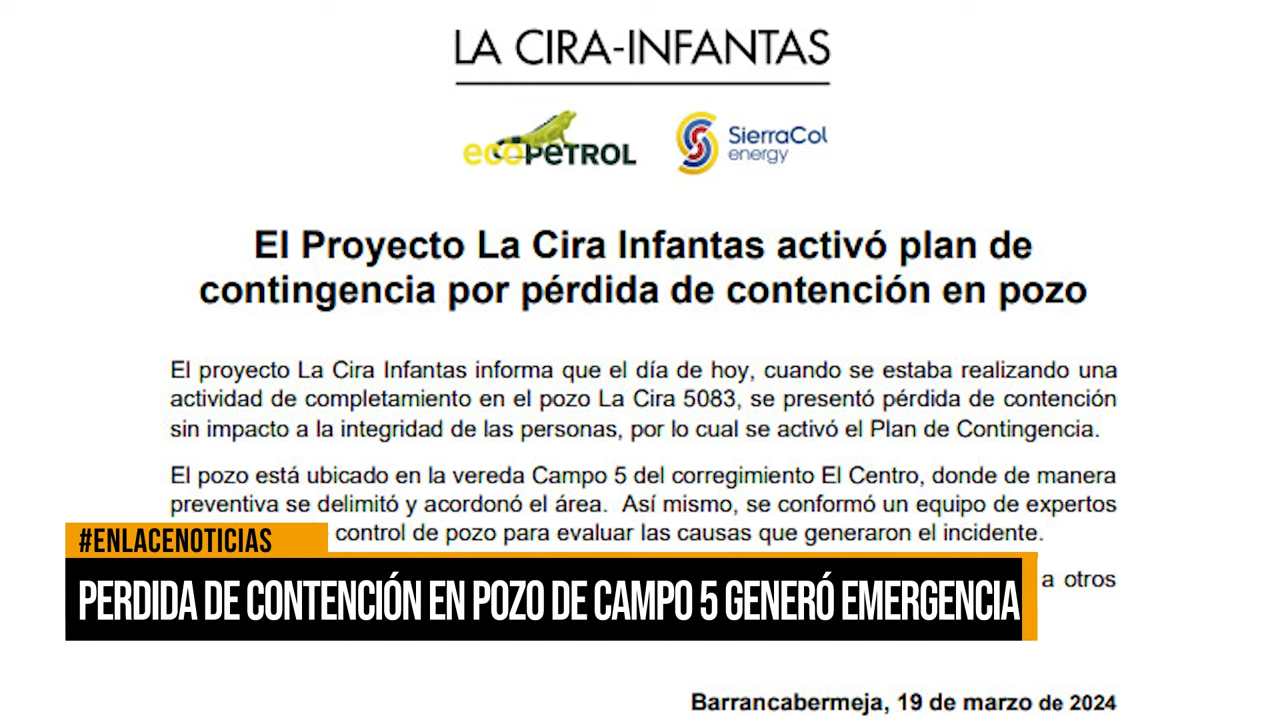 LA CIRA-INFANTAS
ecoPETROL
SierraCol
energy
El Proyecto La Cira Infantas activó plan de
contingencia por pérdida de contención en pozo
El proyecto La Cira Infantas informa que el día de hoy, cuando se estaba realizando una
actividad de completamiento en el pozo La Cira 5083, se presentó pérdida de contención
sin impacto a la integridad de las personas, por lo cual se activó el Plan de Contingencia.
El pozo está ubicado en la vereda Campo 5 del corregimiento El Centro, donde de manera
preventiva se delimitó y acordonó el área. Así mismo, se conformó un equipo de expertos
control de pozo para evaluar las causas que generaron el incidente.
#ENLACENOTICIAS
a otros
PERDIDA DE CONTENCIÓN EN POZO DE CAMPO 5 GENERÓ EMERGENCIA
Barrancabermeja, 19 de marzo de 2024